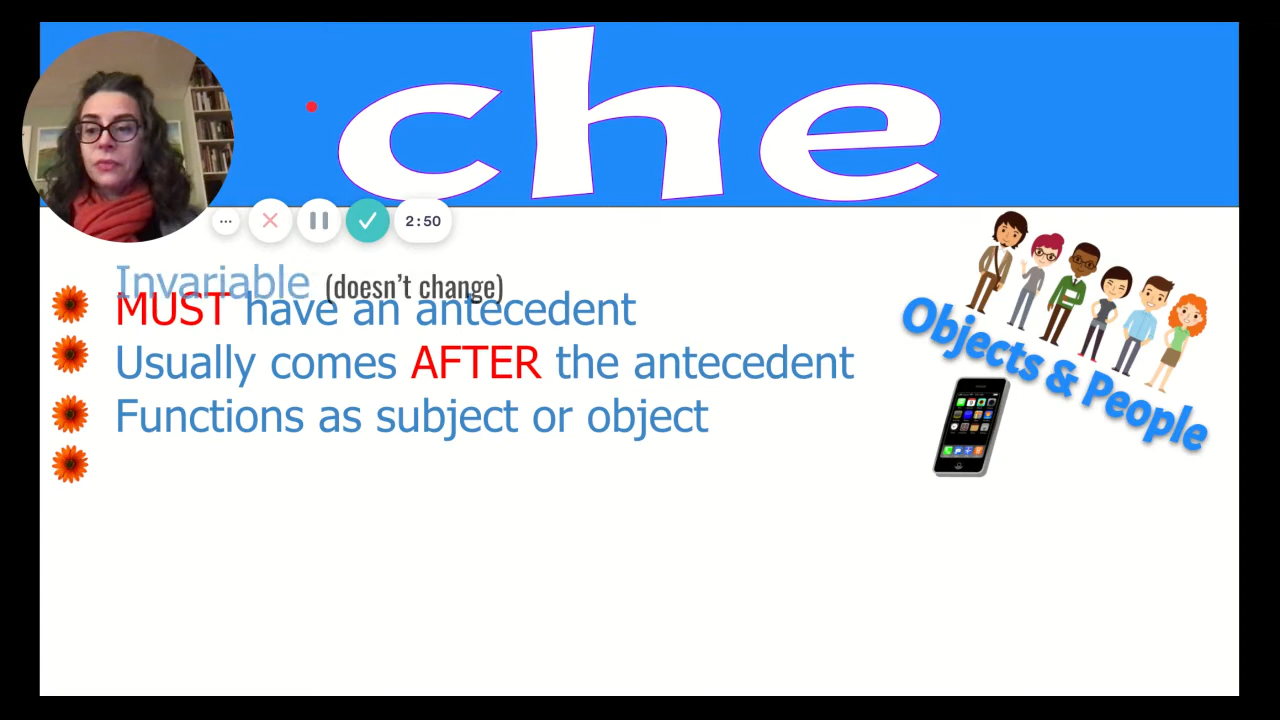 che
... 2:50
Invariable (doesn't change)
MUST have an antecedent
Usually comes AFTER the antecedent
Functions as subject or object
Objects & People